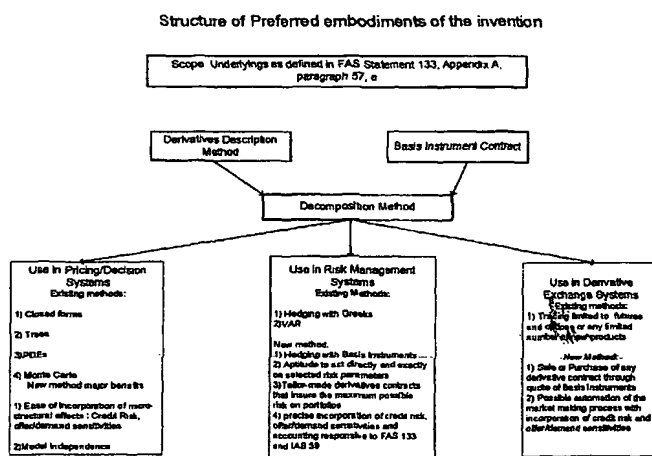 Structure of Preferred embodiments of the invention
Scope Underlyings as defined in FAS Statement 133, Appendix A,
paragraph 57, e
Derivatives Description
Method
Basis Instrument Contract
Decomposition Method
Use in Pricing/Decision
Systems
Existing methods:
1) Closed forms
2) Trees
3)PDEs
4) Monte Carlo
New method major benefits
1) Ease of Incorporation of micro-
structural effects : Credit Risk,
offer/demand sensitivities
2)Model Independence
Use in Risk Management
Systems
Existing Methods:
1) Hedging with Greeks
2)VAR
New method.
1) Hedging with Basis Instruments
2) Aptitude to act directly and exactly
on selected risk parameters
3)Tailor-made derivatives contracts
that insure the maximum possible
risk on portfolios
4) precise incorporation of credit risk,
offer/demand sensitivities and
accounting responsive to FAS 133
and IAS 39
Use in Derivative
Exchange Systems
Existing methods:
1) Trading limited to futures
and options or any limited
number of products
-New Method:-
1) Sale or Purchase of any
derivative contract through
quote of Basis Instruments
2) Possible automation of the
market making process with
incorporation of credit risk and
offer/demand sensitivities